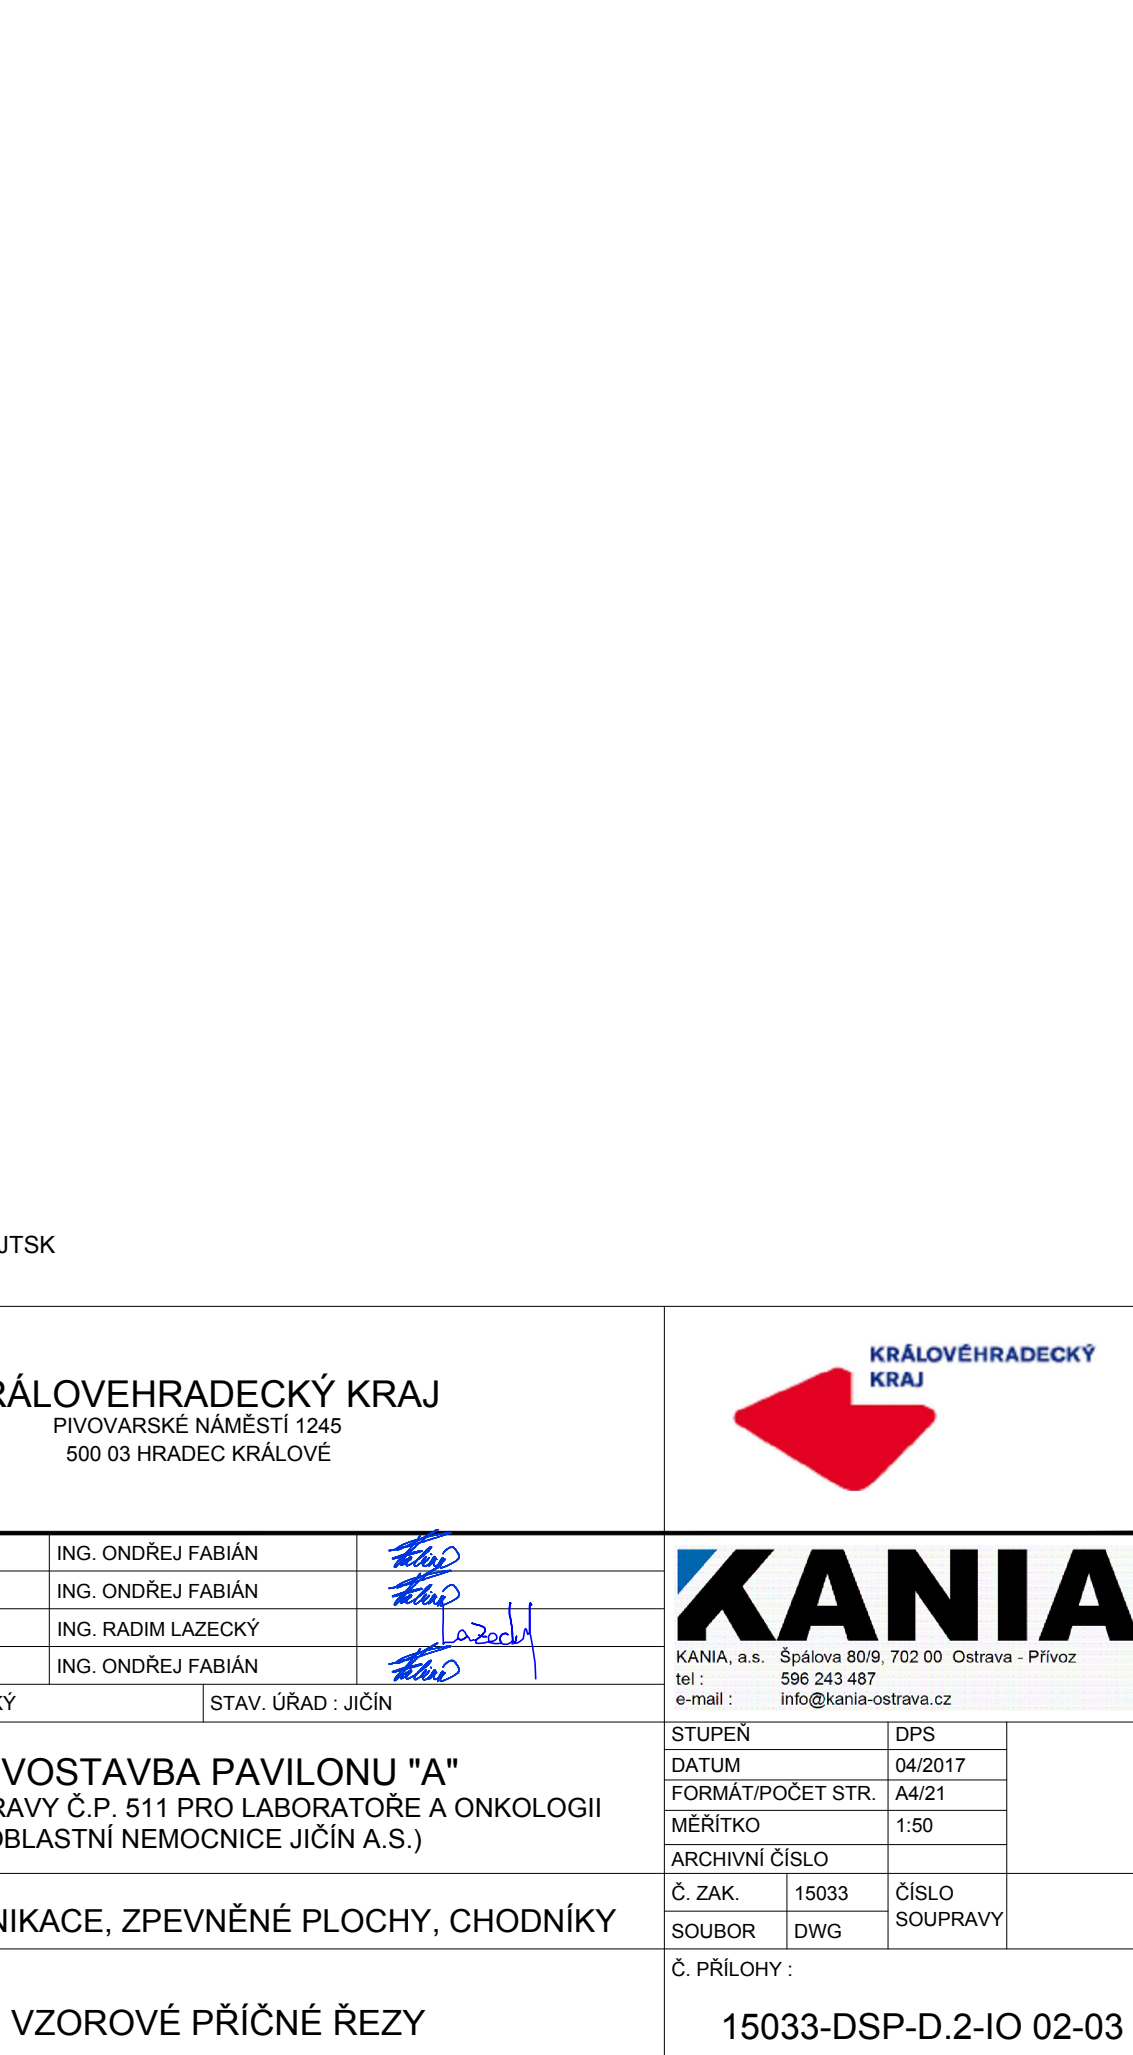 JTSK
RÁLOVEHRADECKÝ KRAJ
PIVOVARSKÉ NÁMĚSTÍ 1245
500 03 HRADEC KRÁLOVÉ
KRÁLOVÉHRADECKÝ
KRAJ
ING. ONDŘEJ FABIÁN
ING. ONDŘEJ FABIÁN
ING. RADIM LAZECKÝ Lazecký
ING. ONDŘEJ FABIÁN
KÝ STAV. ÚŘAD : JIČÍN
KANIA
KANIA, a.s. Špálova 80/9, 702 00 Ostrava - Přívoz
tel : 596 243 487
e-mail : info@kania-ostrava.cz
VOSTAVBA PAVILONU "A"
RAVY Č.P. 511 PRO LABORATOŘE A ONKOLOGII
OBLASTNÍ NEMOCNICE JIČÍN A.S.)
STUPEŇ DPS
DATUM 04/2017
FORMÁT/POČET STR. A4/21
MĚŘÍTKO 1:50
ARCHIVNÍ ČÍSLO
NIKACE, ZPEVNĚNÉ PLOCHY, CHODNÍKY
Č. ZAK. 15033 ČÍSLO
SOUPRAVY
SOUBOR DWG
VZOROVÉ PŘÍČNÉ ŘEZY
Č. PŘÍLOHY :
15033-DSP-D.2-IO 02-03